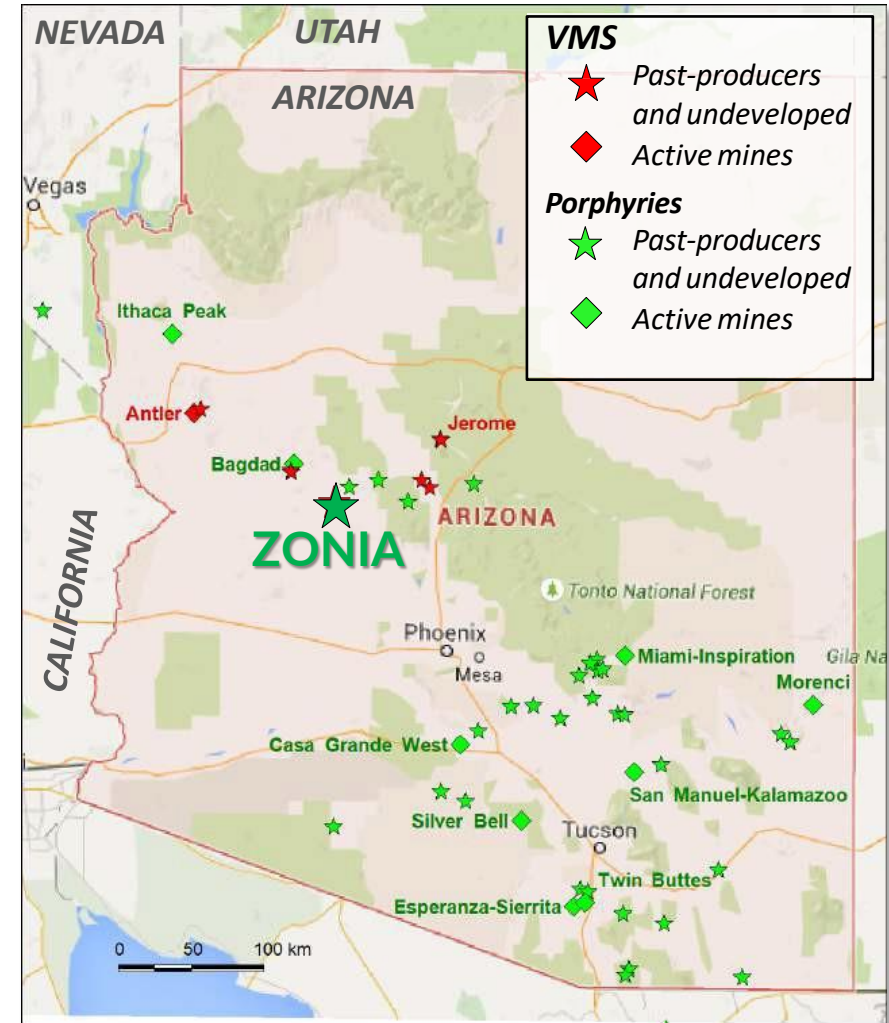 NEVADA
UTAH
ARIZONA
VMS
Past-producers
and undeveloped
Active mines
Porphyries
Past-producers
and undeveloped
Active mines
Vegas
Ithaca Peak
Antler
Jerome
Bagdad
ARIZONA
ZONIA
CALIFORNIA
Tonto National Forest
Phoenix
Mesa
Miami-Inspiration
Gila Na
Morenci
Casa Grande West
San Manuel-Kalamazoo
Silver Bell
Tucson
Twin Buttes
Esperanza-Sierrita
0 50 100 km